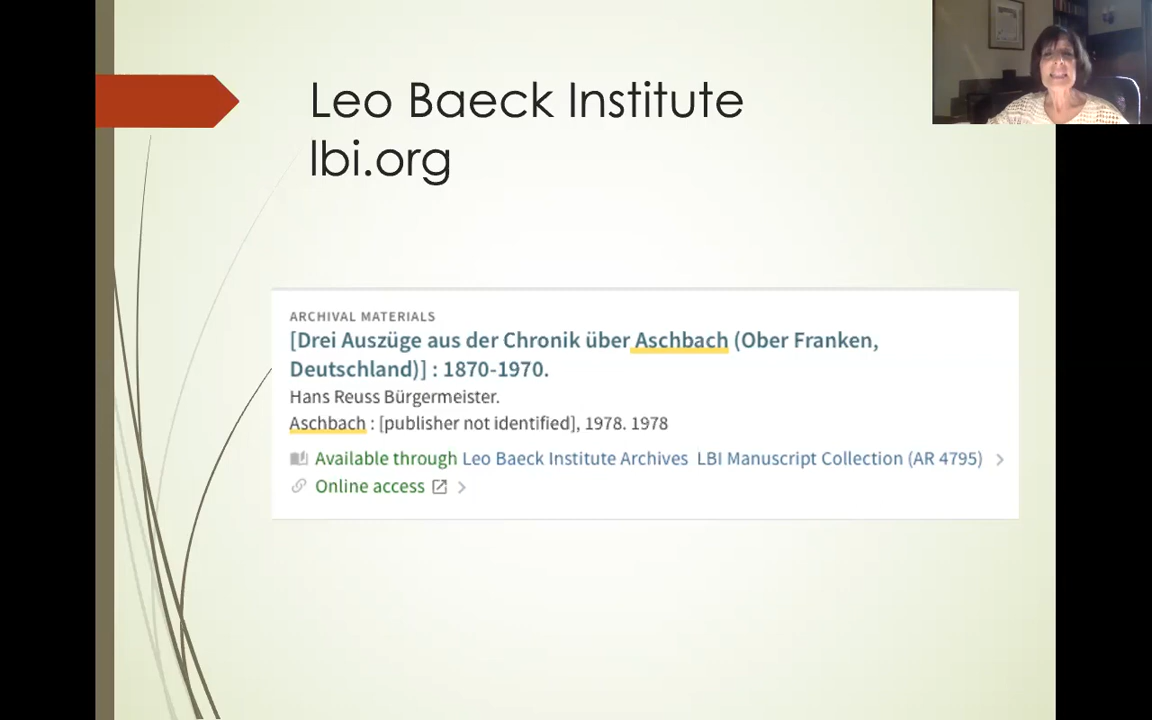 Leo Baeck Institute
lbi.org
ARCHIVAL MATERIALS
[Drei Auszüge aus der Chronik über Aschbach (Ober Franken,
Deutschland)] : 1870-1970.
Hans Reuss Bürgermeister.
Aschbach : [publisher not identified], 1978. 1978
Available through Leo Baeck Institute Archives LBI Manuscript Collection (AR 4795)
Online access